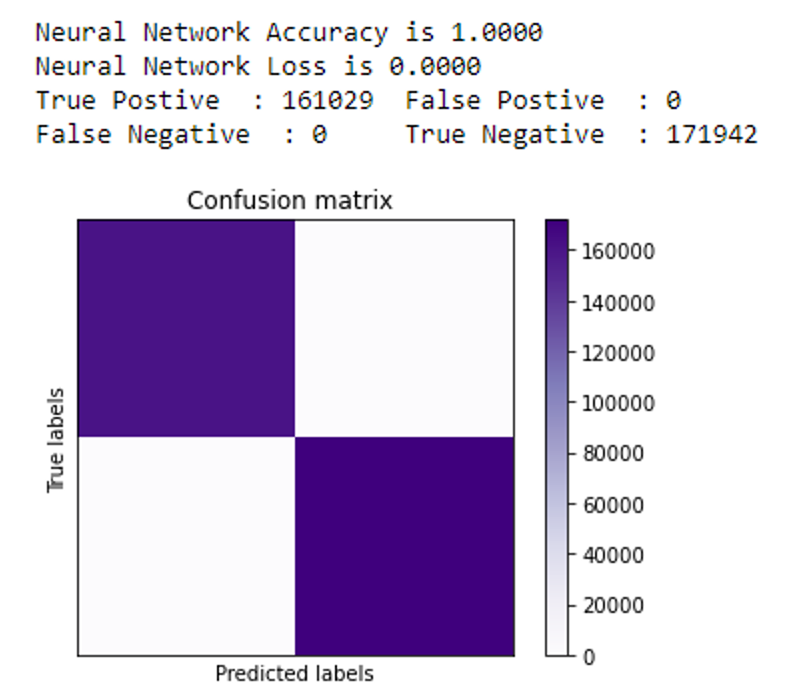 Neural Network Accuracy is 1.0000
Neural Network Loss is 0.0000
True Postive : 161029 False Postive : 0
False Negative : 0 True Negative : 171942
Confusion matrix
True labels
Predicted labels
160000
140000
120000
100000
80000
60000
40000
20000
0